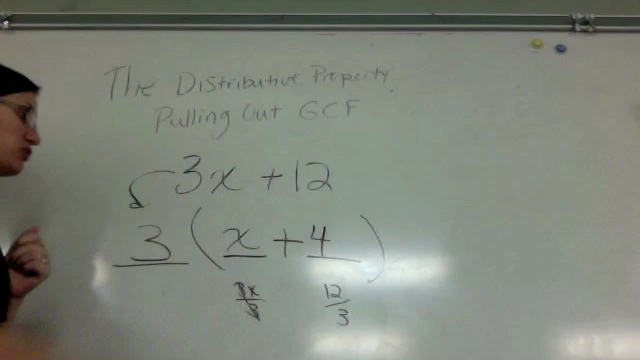 The Distributive Property:
Pulling Out GCF
3x + 12
3 ( x + 4 )
3x/3 12/3